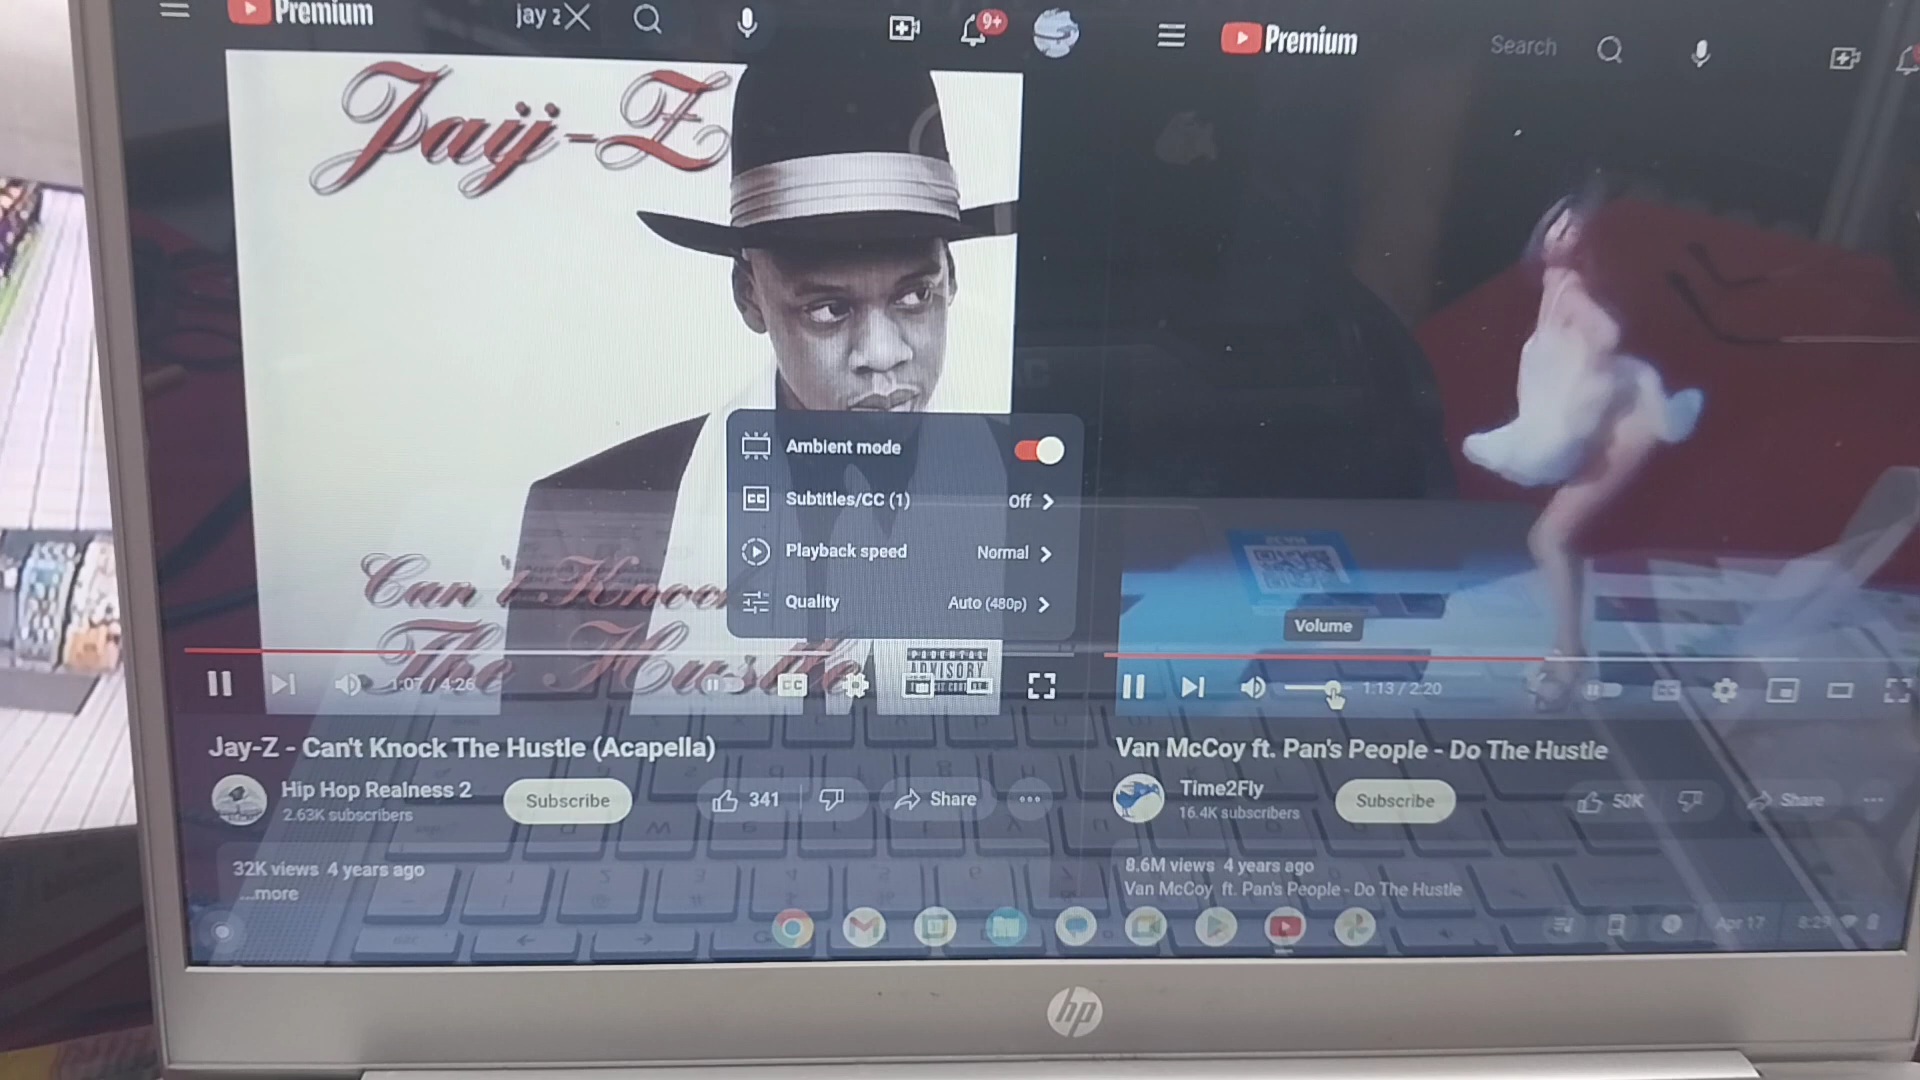 Premium
jay z
9+
Premium
Search
Jay-Z
Ambient mode
Subtitles/CC (1) Off
Playback speed Normal
Quality Auto (480p)
Can't Knoc
The Hustle
PARENTAL
ADVISORY
Volume
1:07 / 4:26
CC
1:13 / 2:20
Jay-Z - Can't Knock The Hustle (Acapella)
Hip Hop Realness 2
2.63K subscribers
Subscribe
341
Share
32K views 4 years ago
...more
Van McCoy ft. Pan's People - Do The Hustle
Time2Fly
16.4K subscribers
Subscribe
50K
Share
8.6M views 4 years ago
Van McCoy ft. Pan's People - Do The Hustle
Apr 17
8:29
hp